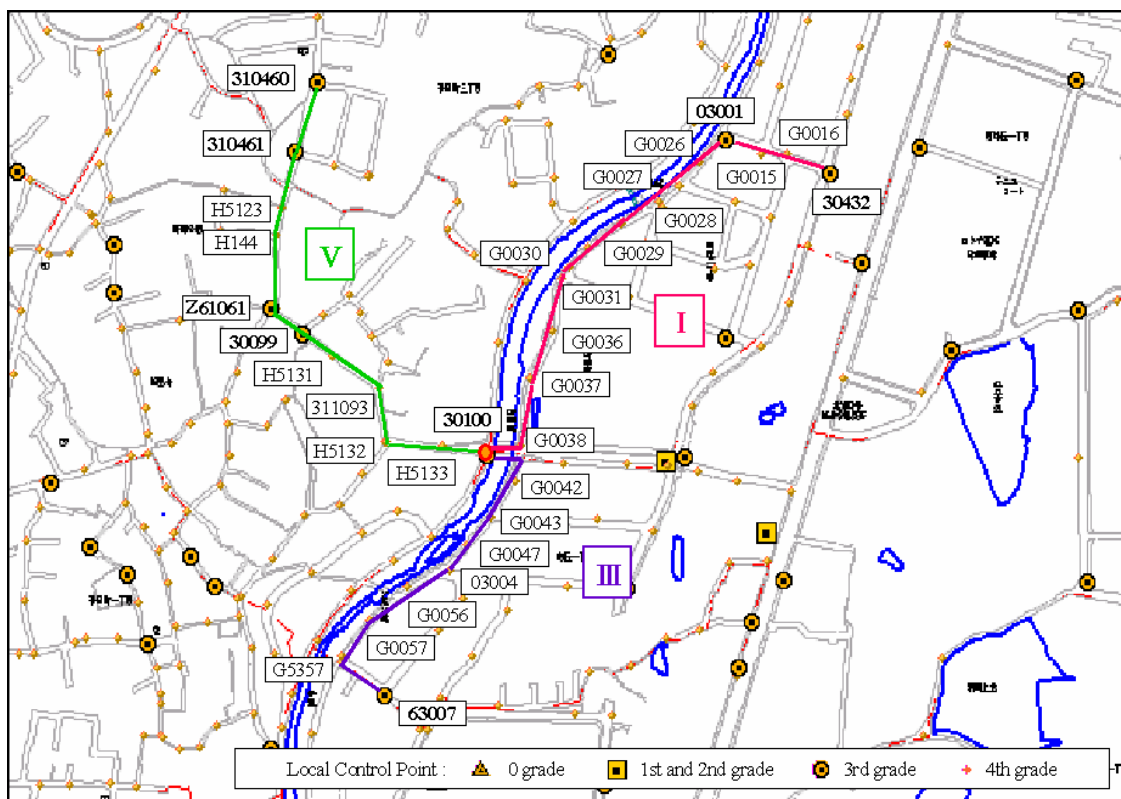 310460
03001
G0016
G0026
310461
G0027
G0015
30432
H5123
G0028
H144
V
G0030
G0029
G0031
Z61061
I
30099
G0036
H5131
G0037
311093
30100
G0038
H5132
H5133
G0042
G0043
G0047
III
03004
G0056
G0057
G5357
63007
Local Control Point : 0 grade 1st and 2nd grade 3rd grade 4th grade